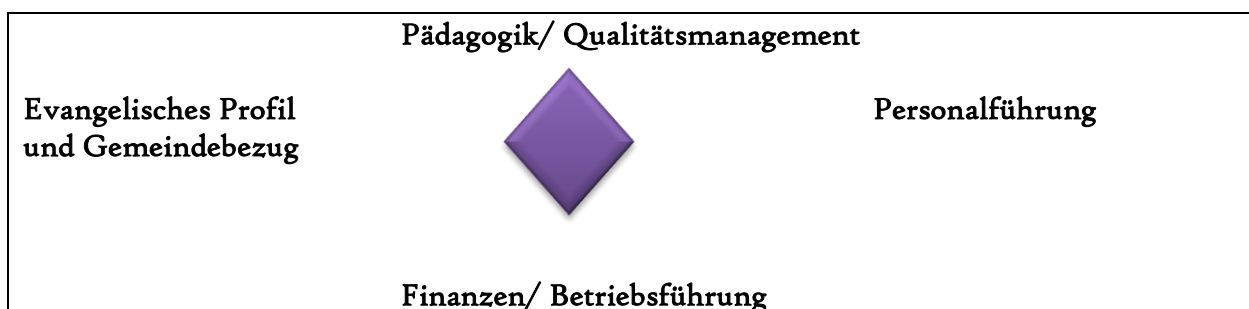 Pädagogik/ Qualitätsmanagement
Evangelisches Profil
und Gemeindebezug
Personalführung
Finanzen/ Betriebsführung